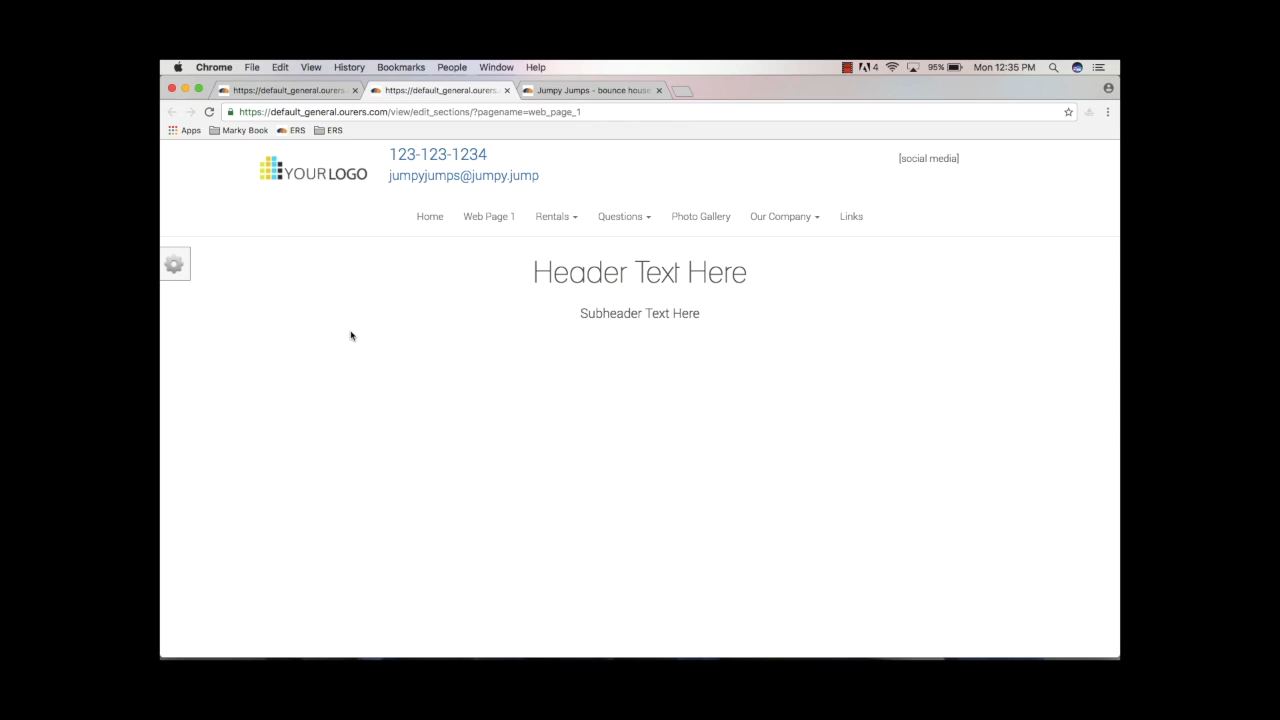 Chrome File Edit View History Bookmarks People Window Help 4 95% Mon 12:35 PM
https://default_general.ourers. https://default_general.ourers. Jumpy Jumps - bounce house
https://default_general.ourers.com/view/edit_sections/?pagename=web_page_1
Apps Marky Book ERS ERS
YOUR LOGO
123-123-1234
jumpyjumps@jumpy.jump
[social media]
Home Web Page 1 Rentals Questions Photo Gallery Our Company Links
Header Text Here
Subheader Text Here